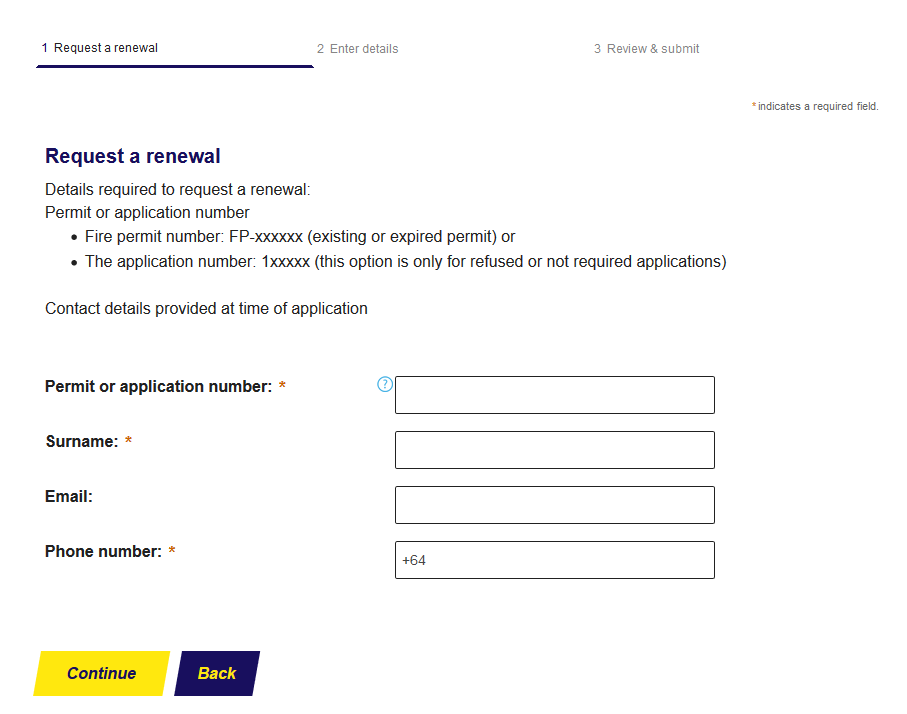 1 Request a renewal
2 Enter details
3 Review & submit
* indicates a required field.
Request a renewal
Details required to request a renewal:
Permit or application number
• Fire permit number: FP-xxxxxx (existing or expired permit) or
• The application number: 1xxxxx (this option is only for refused or not required applications)
Contact details provided at time of application
Permit or application number: *
?
Surname: *
Email:
Phone number: *
+64
Continue
Back